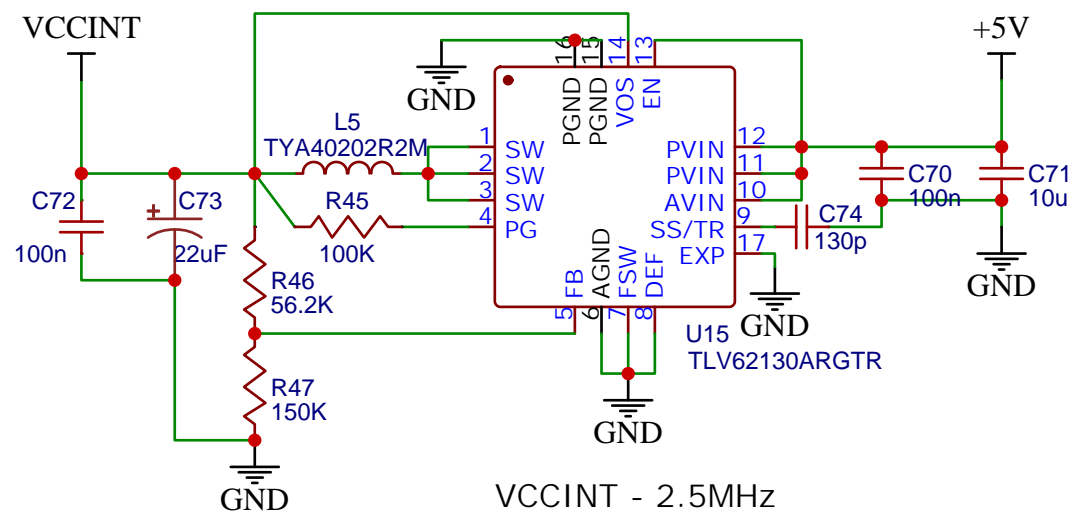 VCCINT
+5V
GND
16
15
14
13
PGND
PGND
VOS
EN
L5
TYA40202R2M
1
2
3
4
SW
SW
SW
PG
PVIN
PVIN
AVIN
SS/TR
EXP
12
11
10
9
17
C70
100n
C71
10u
C72
100n
C73
+
22uF
R45
100K
C74
130p
R46
56.2K
FB
AGND
FSW
DEF
5
6
7
8
GND
GND
U15
TLV62130ARGTR
R47
150K
GND
GND
VCCINT - 2.5MHz